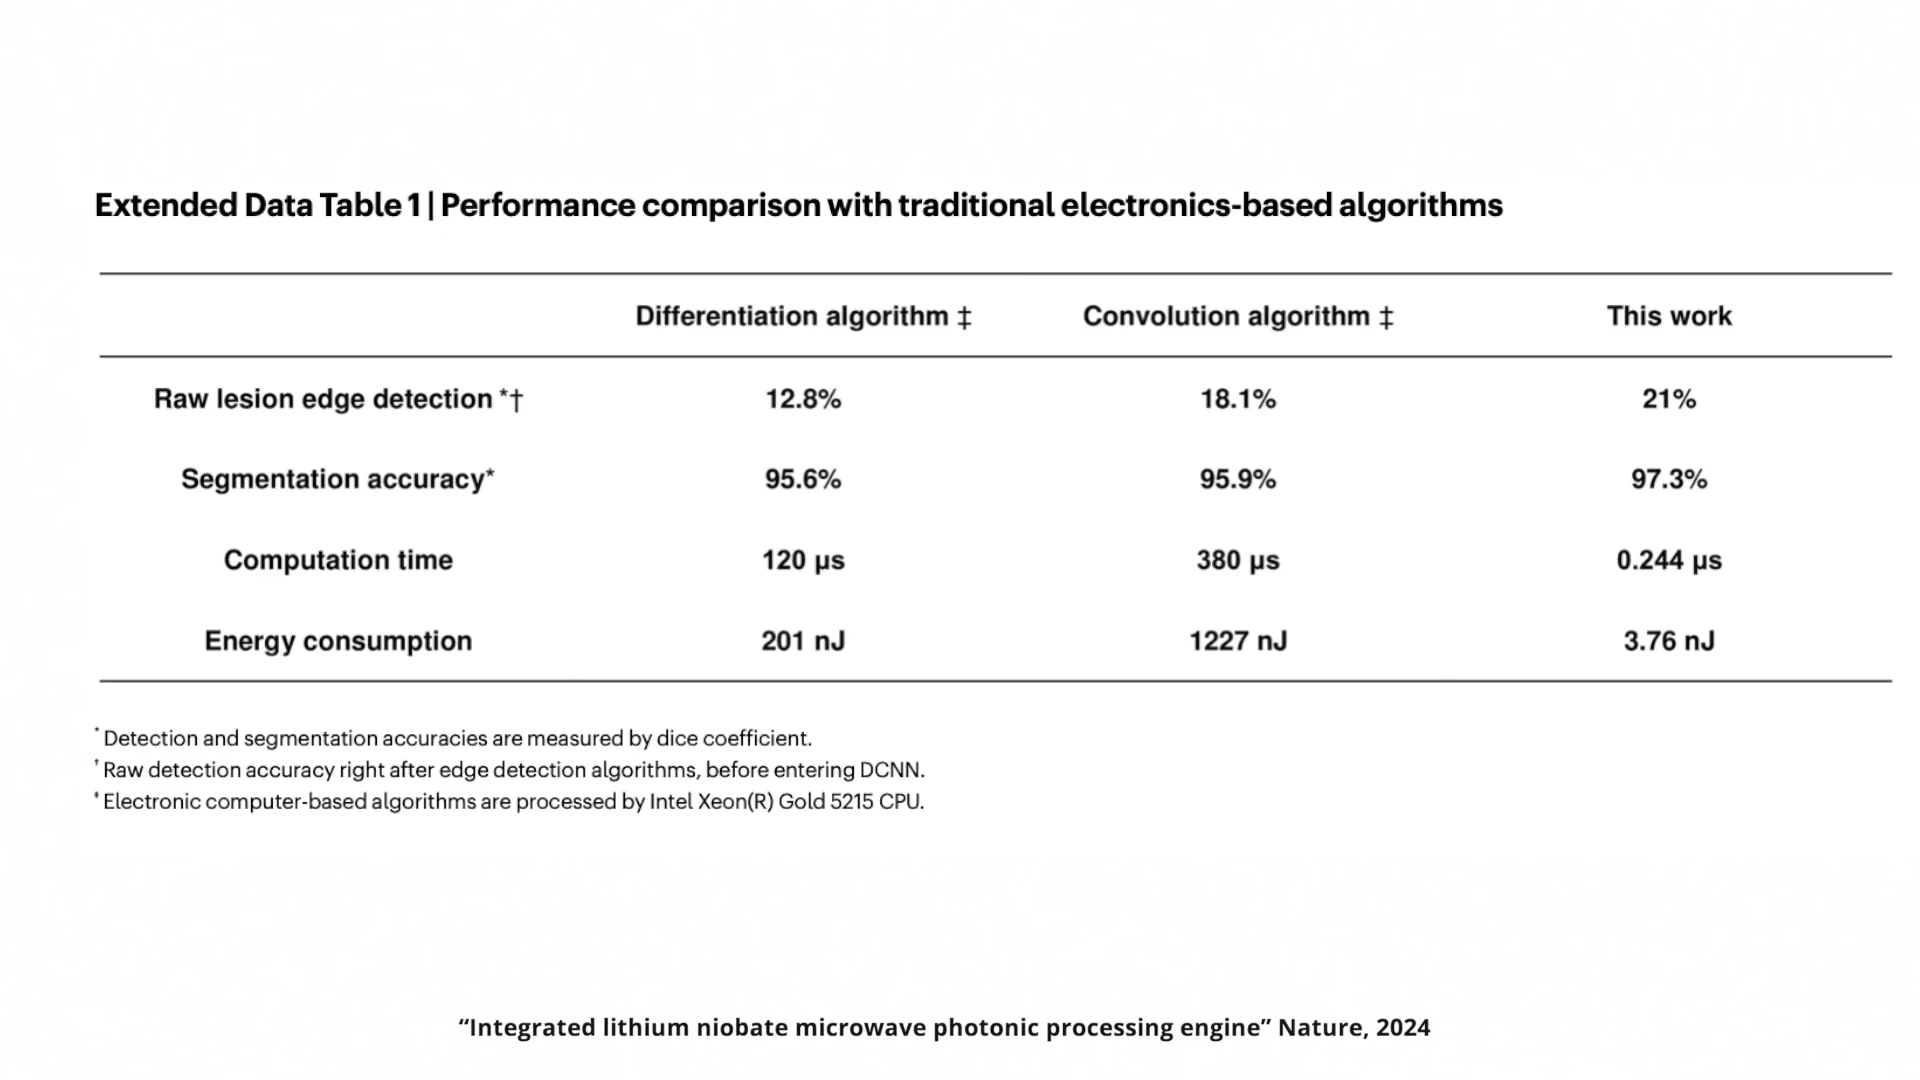 Extended Data Table 1 | Performance comparison with traditional electronics-based algorithms
Differentiation algorithm ‡ Convolution algorithm ‡ This work
Raw lesion edge detection *† 12.8% 18.1% 21%
Segmentation accuracy* 95.6% 95.9% 97.3%
Computation time 120 µs 380 µs 0.244 µs
Energy consumption 201 nJ 1227 nJ 3.76 nJ
* Detection and segmentation accuracies are measured by dice coefficient.
† Raw detection accuracy right after edge detection algorithms, before entering DCNN.
‡ Electronic computer-based algorithms are processed by Intel Xeon(R) Gold 5215 CPU.
“Integrated lithium niobate microwave photonic processing engine” Nature, 2024